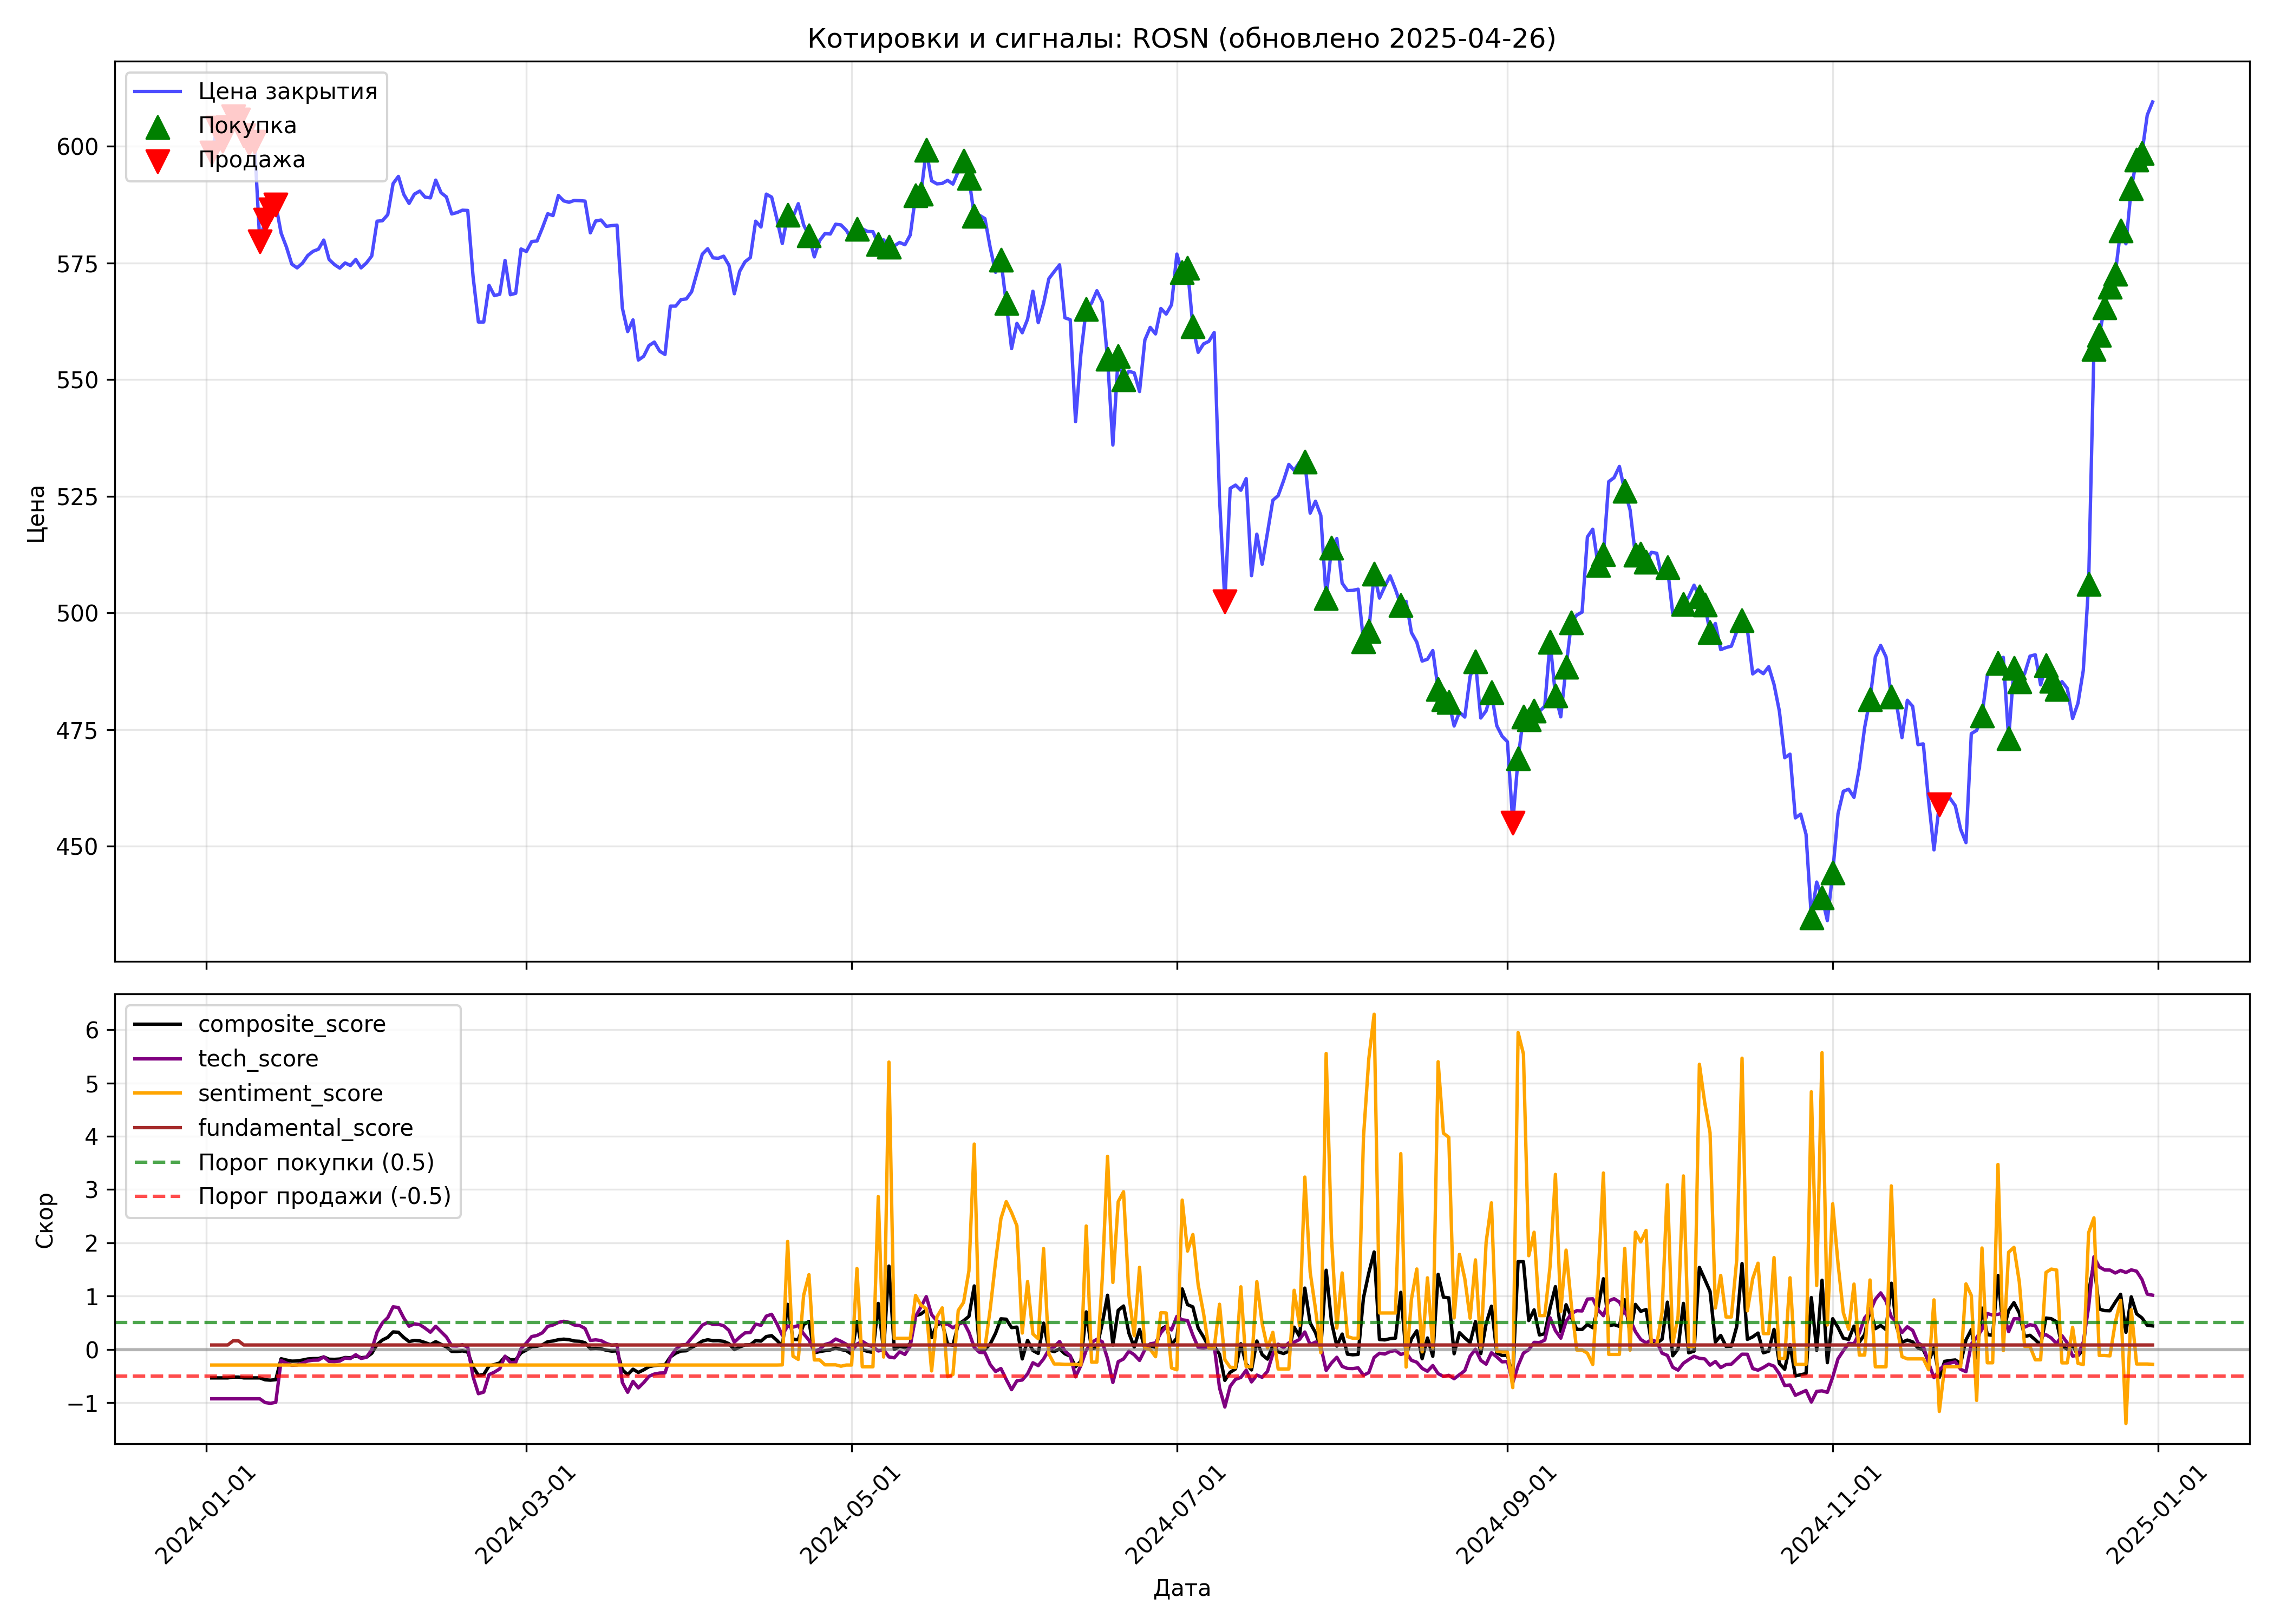 Котировки и сигналы: ROSN (обновлено 2025-04-26)
Цена закрытия
Покупка
Продажа
600
575
550
525
500
475
450
Цена
composite_score
tech_score
sentiment_score
fundamental_score
Порог покупки (0.5)
Порог продажи (-0.5)
6
5
4
3
2
1
0
−1
Скор
2024-01-01
2024-03-01
2024-05-01
2024-07-01
2024-09-01
2024-11-01
2025-01-01
Дата